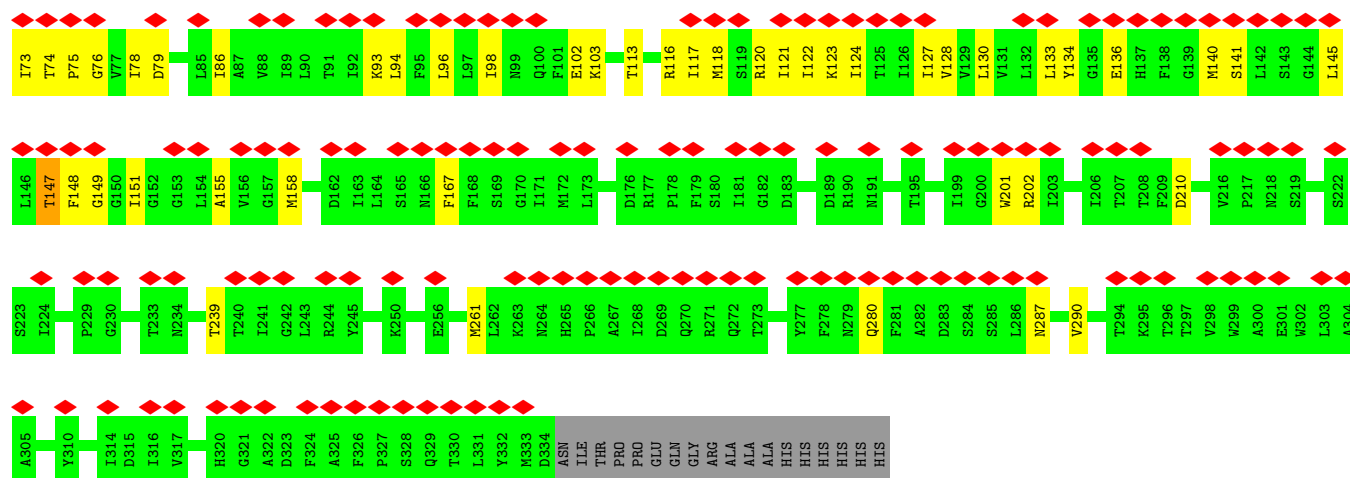 I73 T74 P75 G76 V77 I78 D79 L85 I86 A87 V88 I89 L90 T91 I92 K93 L94 F95 L96 L97 I98 N99 Q100 F101 E102 K103 T113 R116 I117 M118 S119 R120 I121 I122 K123 I124 T125 I126 I127 V128 V129 L130 V131 L132 L133 Y134 G135 E136 H137 F138 G139 M140 S141 L142 S143 G144 L145
L146 T147 F148 G149 G150 I151 G152 G153 L154 A155 V156 G157 M158 D162 I163 L164 S165 N166 F167 F168 S169 G170 I171 M172 L173 D176 R177 P178 F179 S180 I181 G182 D183 D189 R190 N191 T195 I199 G200 W201 R202 I203 I206 T207 T208 F209 D210 V216 P217 N218 S219 S222
S223 I224 P229 G230 T233 N234 T239 T240 I241 G242 L243 R244 Y245 K250 E256 M261 L262 K263 N264 H265 P266 A267 I268 D269 Q270 R271 Q272 T273 Y277 F278 N279 Q280 F281 A282 D283 S284 S285 L286 N287 V290 T294 K295 T296 T297 V298 W299 A300 E301 W302 L303 A304
A305 Y310 I314 D315 I316 V317 H320 G321 A322 D323 F324 A325 F326 P327 S328 Q329 T330 L331 Y332 M333 D334 ASN ILE THR PRO PRO GLU GLN GLY ARG ALA ALA ALA HIS HIS HIS HIS HIS HIS